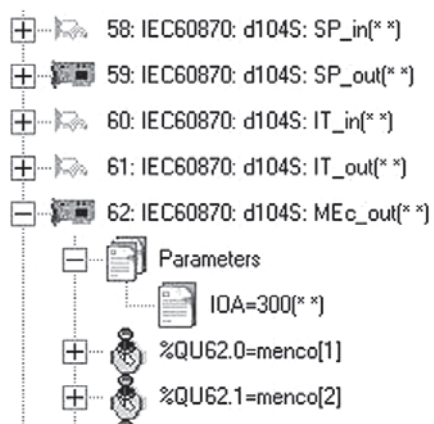 58: IEC60870: d104S: SP_in(* *)
59: IEC60870: d104S: SP_out(* *)
60: IEC60870: d104S: IT_in(* *)
61: IEC60870: d104S: IT_out(* *)
62: IEC60870: d104S: MEc_out(* *)
Parameters
IOA=300(* *)
%QU62.0=menco[1]
%QU62.1=menco[2]